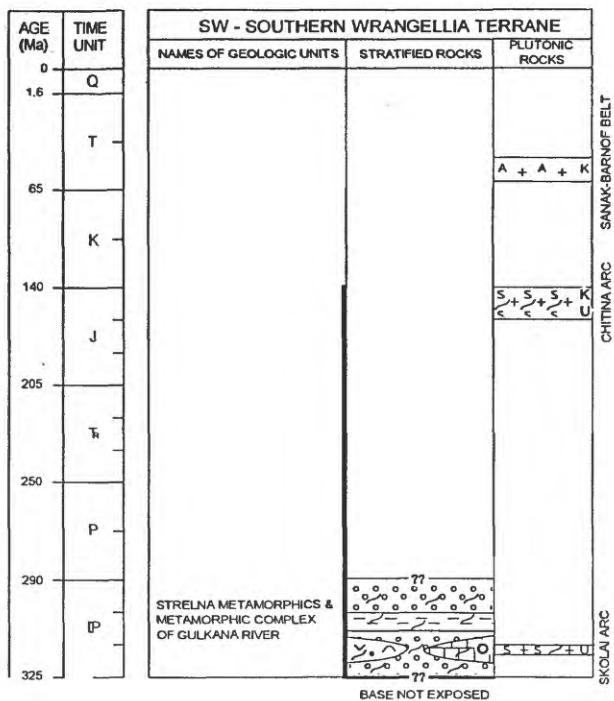 AGE (Ma)
TIME UNIT
SW - SOUTHERN WRANGELLIA TERRANE
NAMES OF GEOLOGIC UNITS
STRATIFIED ROCKS
PLUTONIC ROCKS
0
Q
1.6
T
A + A + K
SANAK-BARNOF BELT
65
K
140
S + S + S + K
U
CHITINA ARC
J
205
Ћ
250
P
290
??
STRELNA METAMORPHICS &
METAMORPHIC COMPLEX
OF GULKANA RIVER
IP
S + S + U
SKOLAI ARC
325
??
BASE NOT EXPOSED